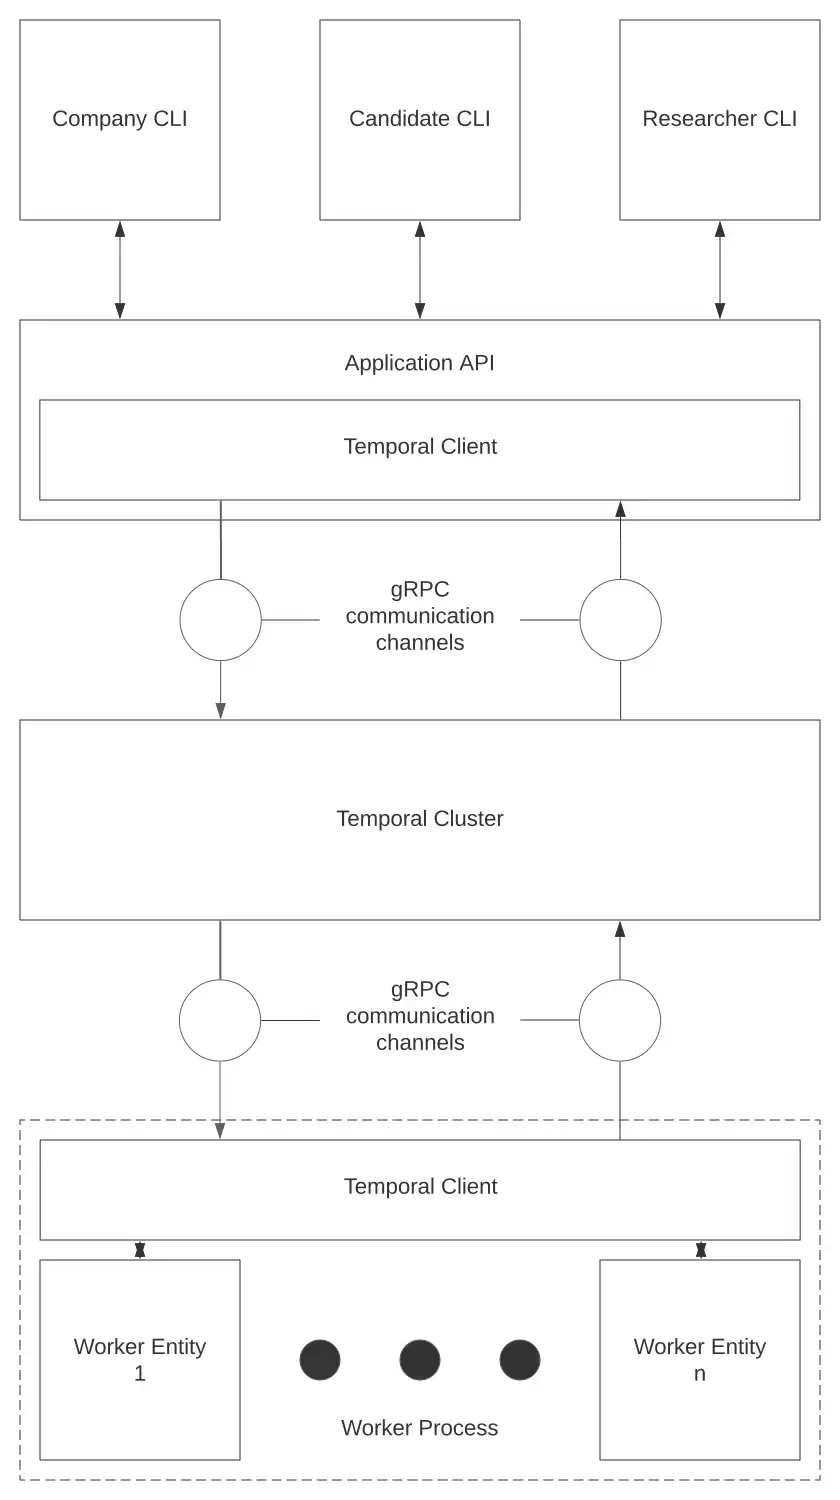 Company CLI
Candidate CLI
Researcher CLI
Application API
Temporal Client
gRPC
communication
channels
Temporal Cluster
gRPC
communication
channels
Temporal Client
Worker Entity
1
Worker Entity
n
Worker Process